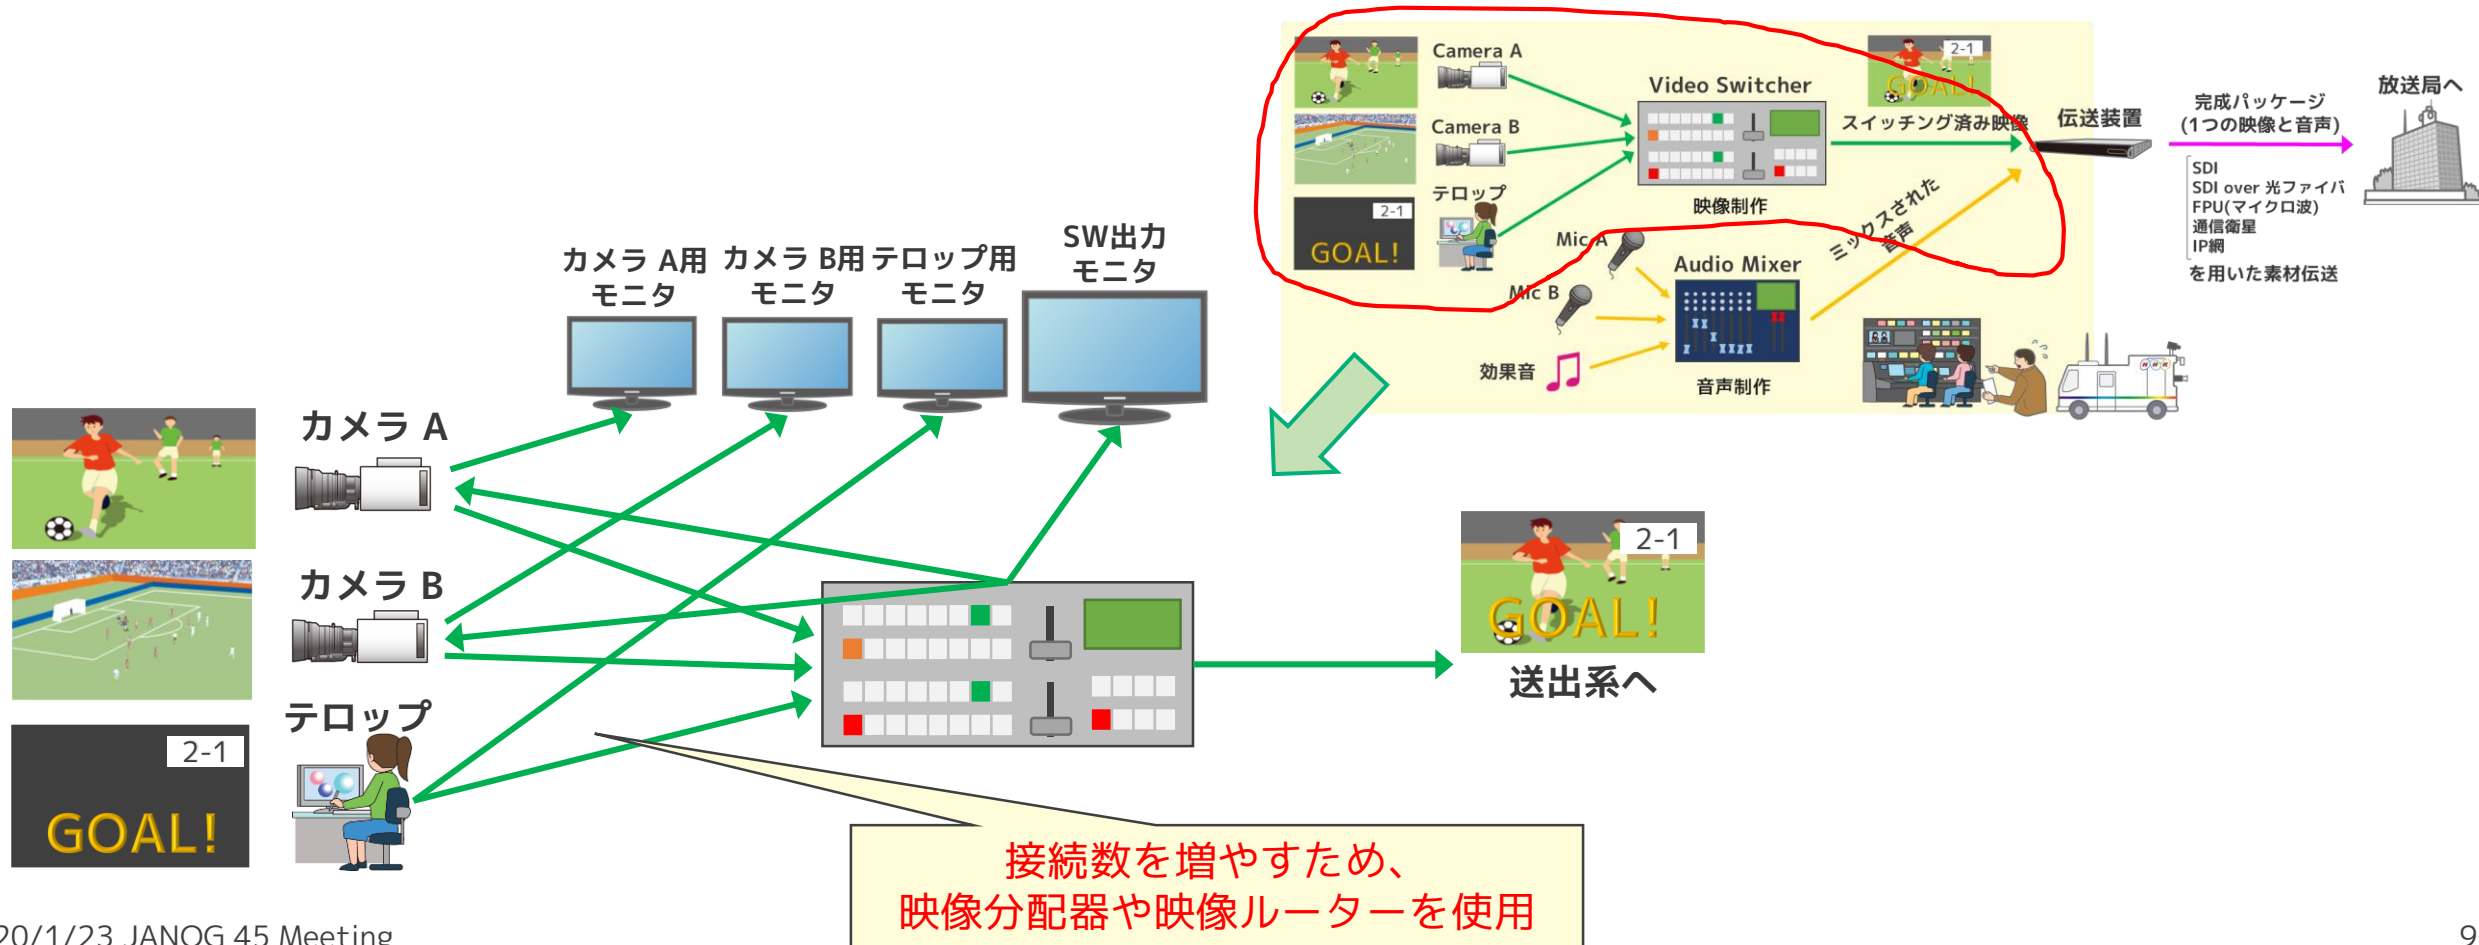 Camera A
Camera B
テロップ
2-1
GOAL!
Video Switcher
映像制作
2-1
GOAL!
スイッチング済み映像
伝送装置
完成パッケージ
(1つの映像と音声)
放送局へ
SDI
SDI over 光ファイバ
FPU(マイクロ波)
通信衛星
IP網
を用いた素材伝送
Mic A
Mic B
効果音
Audio Mixer
音声制作
ミックスされた
音声
NHK
カメラ A用
モニタ
カメラ B用
モニタ
テロップ用
モニタ
SW出力
モニタ
カメラ A
カメラ B
テロップ
2-1
GOAL!
2-1
GOAL!
送出系へ
接続数を増やすため、
映像分配器や映像ルーターを使用
20/1/23 JANOG 45 Meeting
9